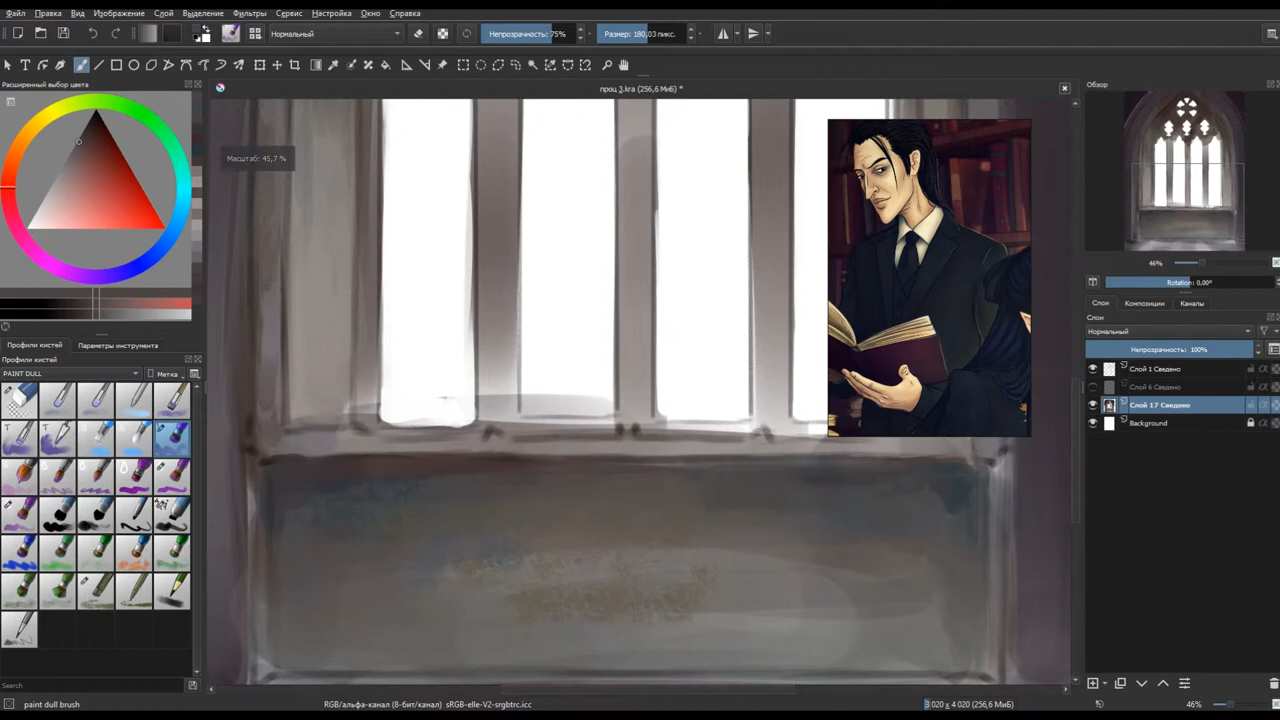 Файл Правка Вид Изображение Слой Выделение Фильтры Сервис Настройка Окно Справка
Нормальный Непрозрачность: 75% Размер: 180,03 пикс.
Расширенный выбор цвета
проц 3.kra (256,6 МиБ) *
Обзор
Масштаб: 45,7 %
46%
Rotation: 0,00°
Слои Композиции Каналы
Слои
Нормальный
Непрозрачность: 100%
Слой 1 Сведено
Слой 6 Сведено
Слой 17 Сведено
Background
Профили кистей Параметры инструмента
Профили кистей
PAINT DULL Метка
Search
paint dull brush RGB/альфа-канал (8-бит/канал) sRGB-elle-V2-srgbtrc.icc 3 020 x 4 020 (256,6 МиБ) 46%